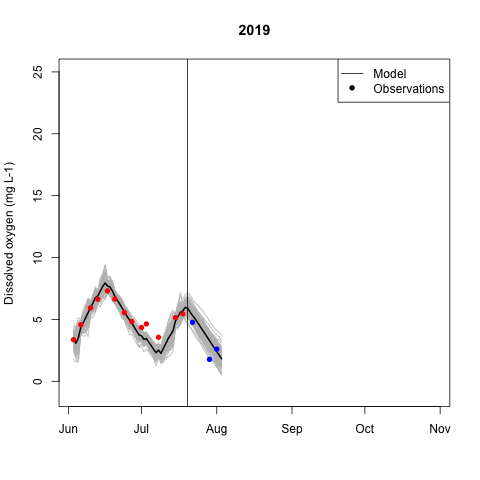 2019
Model
Observations
Dissolved oxygen (mg L-1)
25
20
15
10
5
0
Jun Jul Aug Sep Oct Nov